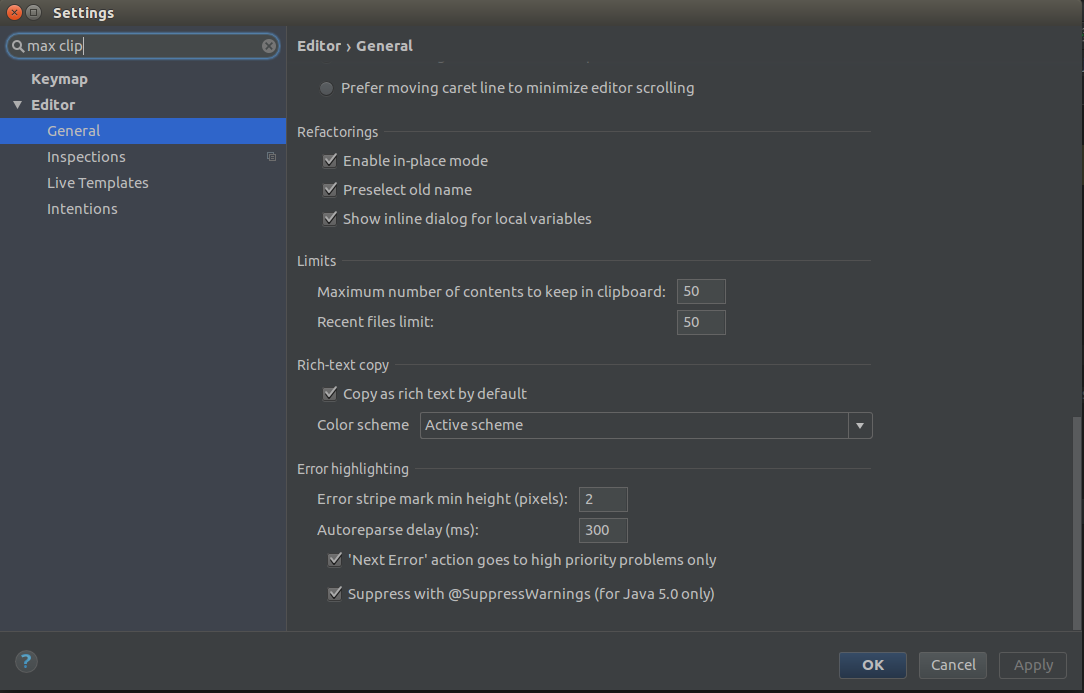 Settings
max clip
Keymap
Editor
General
Inspections
Live Templates
Intentions
Editor › General
Prefer moving caret line to minimize editor scrolling
Refactorings
Enable in-place mode
Preselect old name
Show inline dialog for local variables
Limits
Maximum number of contents to keep in clipboard: 50
Recent files limit: 50
Rich-text copy
Copy as rich text by default
Color scheme Active scheme
Error highlighting
Error stripe mark min height (pixels): 2
Autoreparse delay (ms): 300
'Next Error' action goes to high priority problems only
Suppress with @SuppressWarnings (for Java 5.0 only)
?
OK Cancel Apply